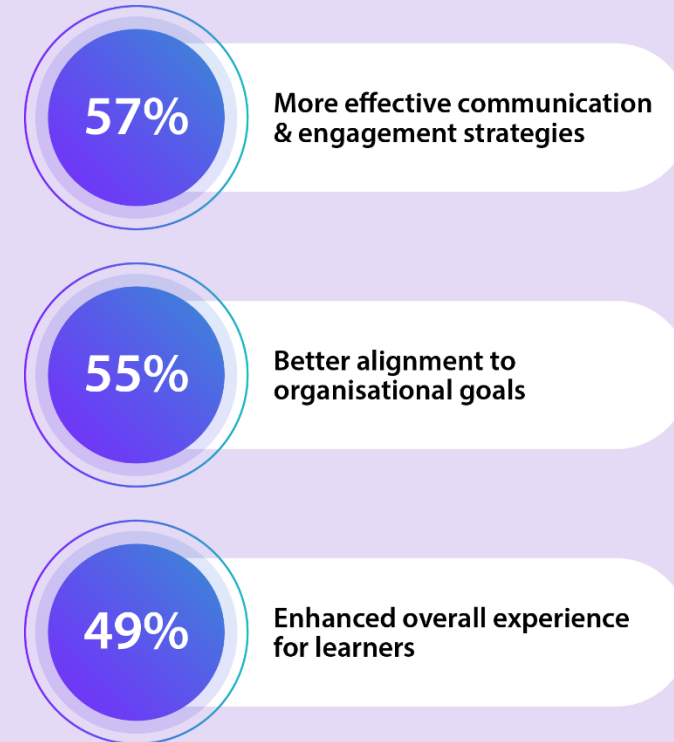 57%
More effective communication
& engagement strategies
55%
Better alignment to
organisational goals
49%
Enhanced overall experience
for learners